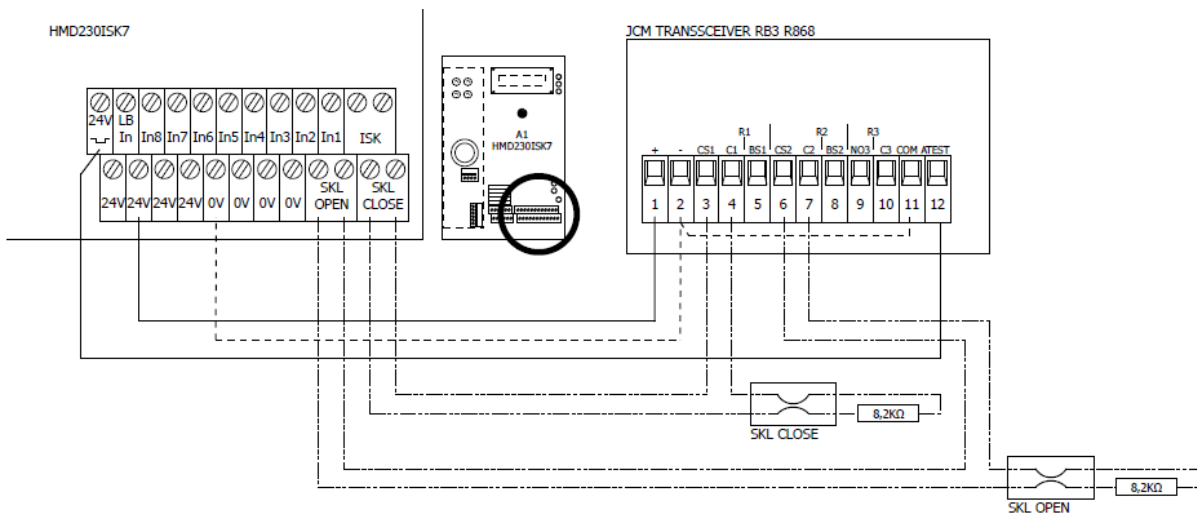 HMD230ISK7
24V LB In In8 In7 In6 In5 In4 In3 In2 In1 ISK
24V 24V 24V 24V 0V 0V 0V 0V SKL OPEN SKL CLOSE
A1
HMD230ISK7
JCM TRANSSCEIVER RB3 R868
R1 R2 R3
+ - CS1 C1 BS1 CS2 C2 BS2 NO3 C3 COM ATEST
1 2 3 4 5 6 7 8 9 10 11 12
8,2KΩ
SKL CLOSE
8,2KΩ
SKL OPEN